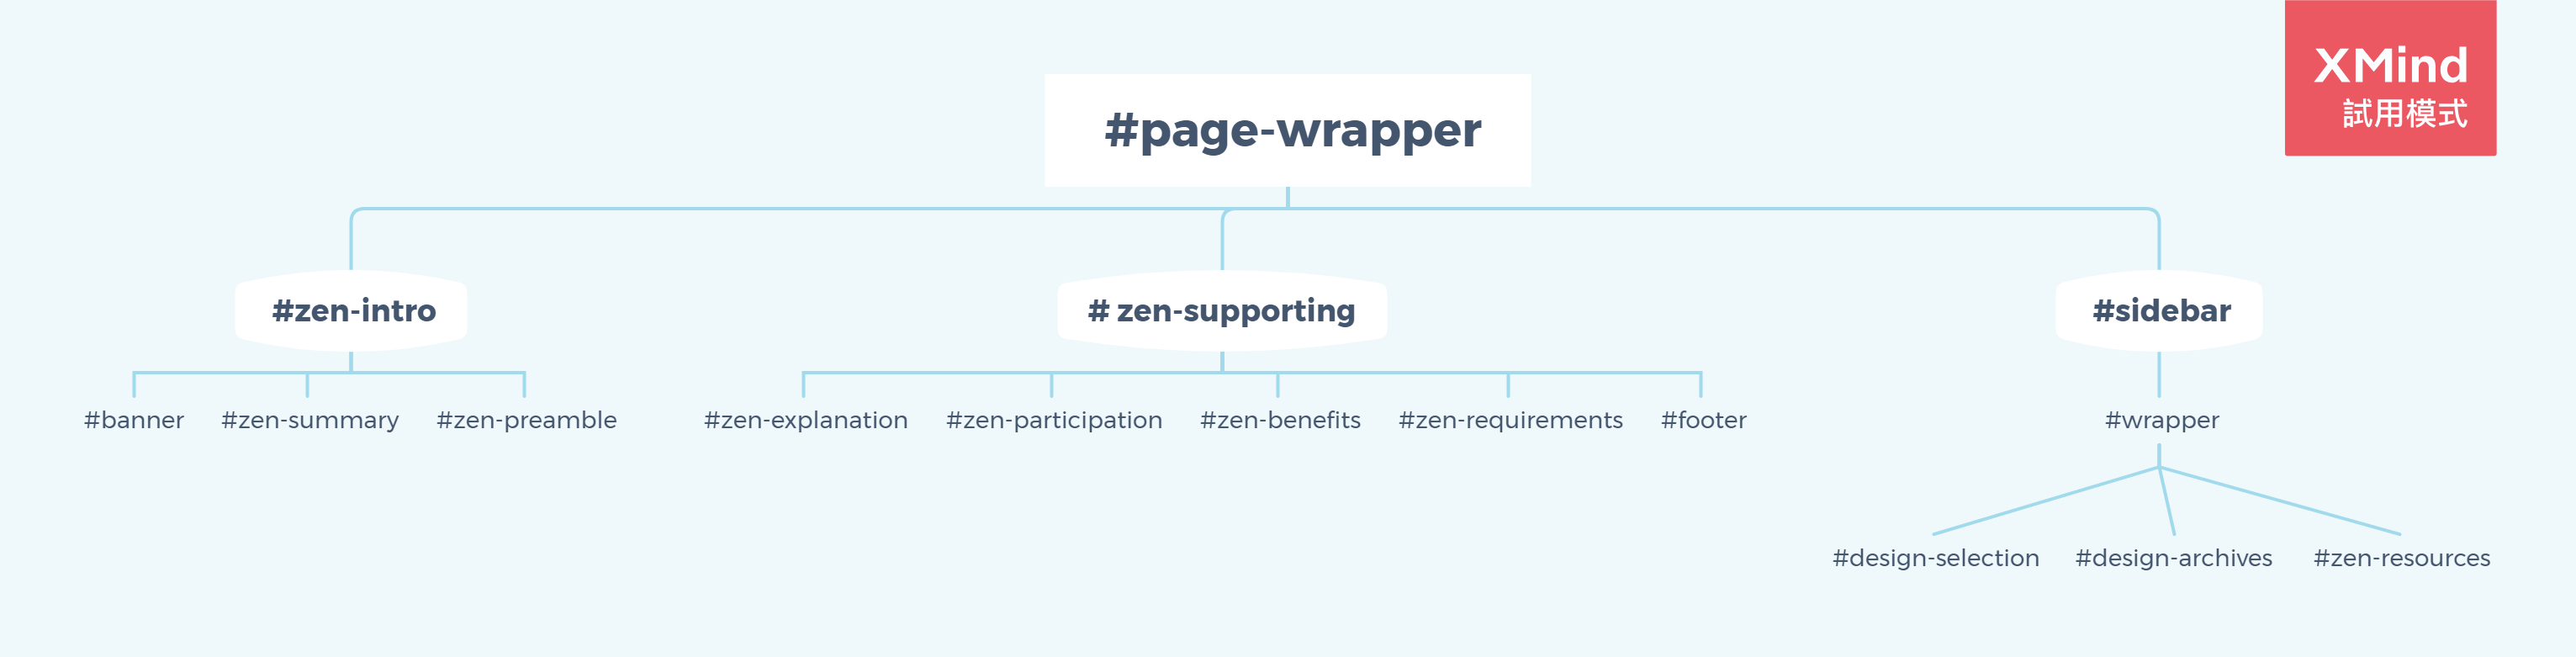 XMind
試用模式
#page-wrapper
#zen-intro
# zen-supporting
#sidebar
#banner
#zen-summary
#zen-preamble
#zen-explanation
#zen-participation
#zen-benefits
#zen-requirements
#footer
#wrapper
#design-selection
#design-archives
#zen-resources